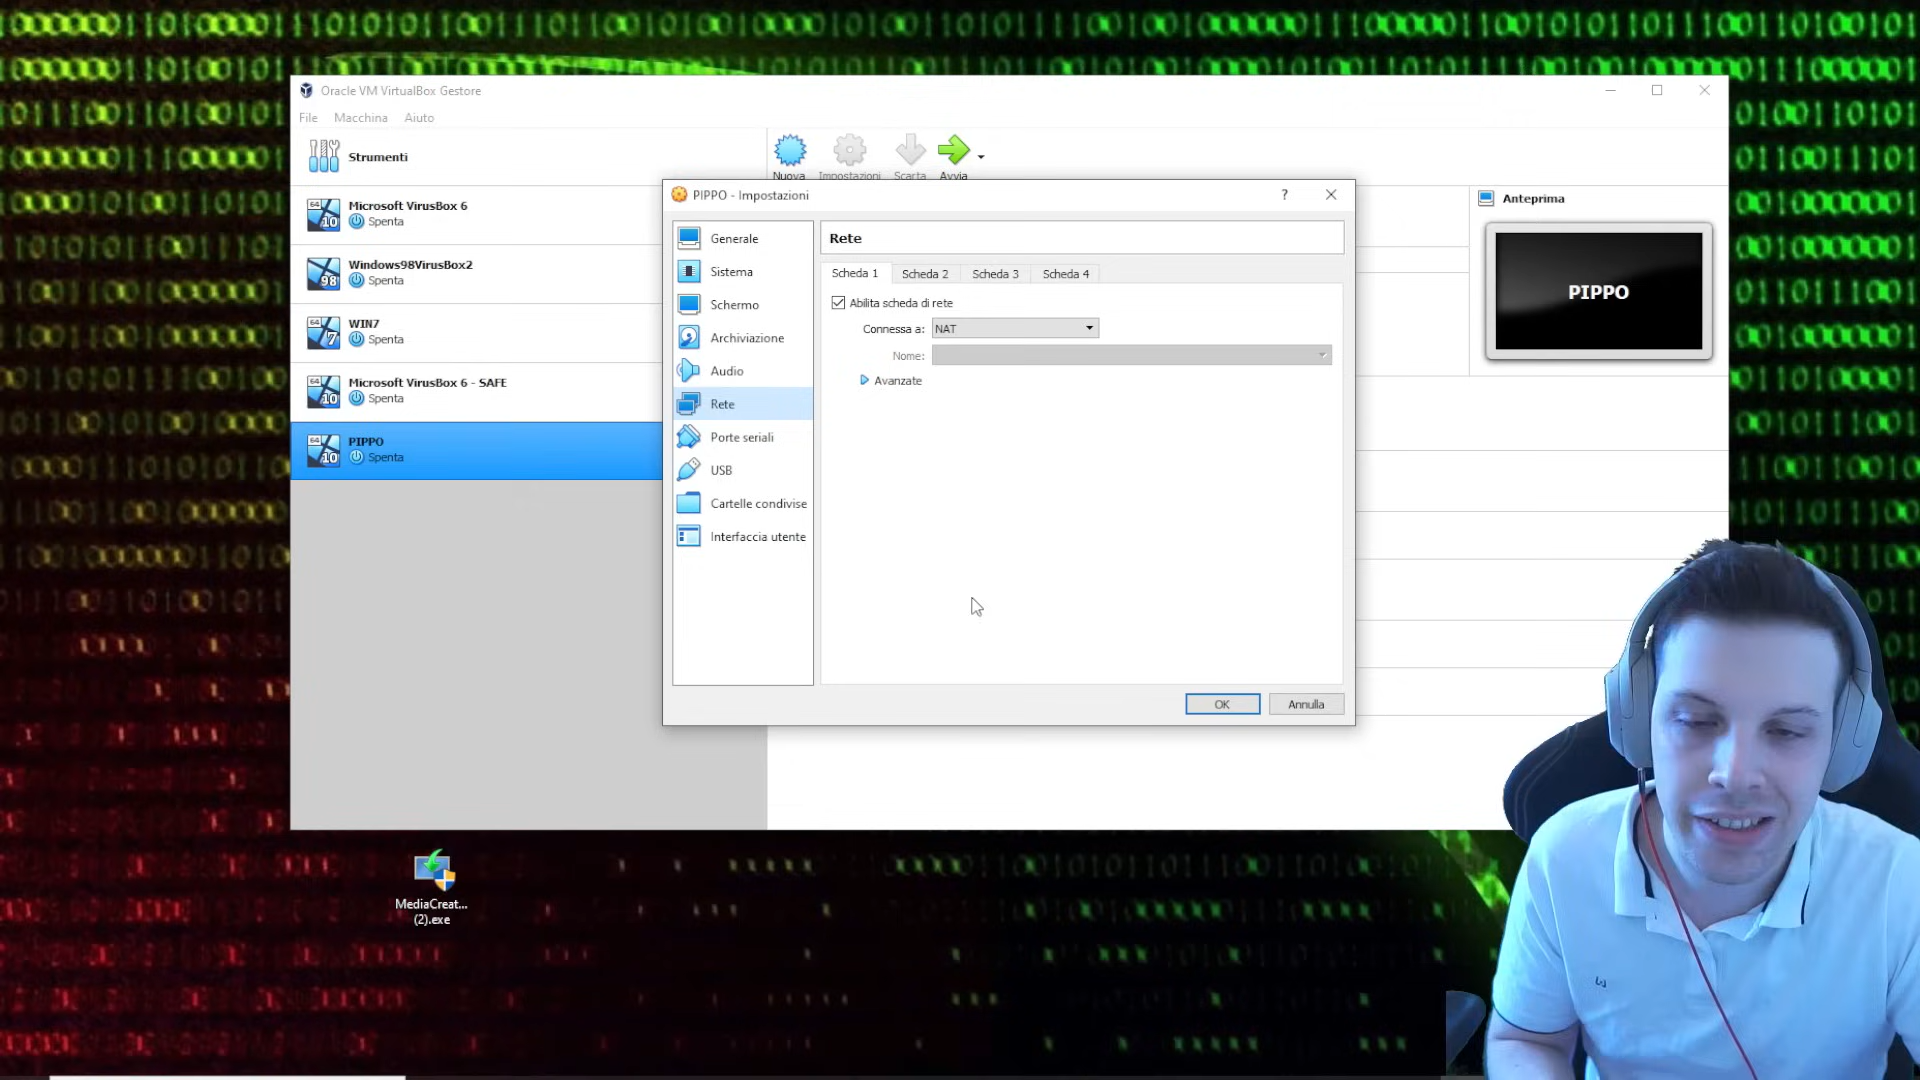 Oracle VM VirtualBox Gestore
File Macchina Aiuto
Strumenti
Nuova Impostazioni Scarta Avvia
Microsoft VirusBox 6
Spenta
Windows98VirusBox2
Spenta
WIN7
Spenta
Microsoft VirusBox 6 - SAFE
Spenta
PIPPO
Spenta
PIPPO - Impostazioni
Generale
Sistema
Schermo
Archiviazione
Audio
Rete
Porte seriali
USB
Cartelle condivise
Interfaccia utente
Rete
Scheda 1 Scheda 2 Scheda 3 Scheda 4
Abilita scheda di rete
Connessa a: NAT
Nome:
Avanzate
OK Annulla
Anteprima
PIPPO
MediaCreat...
(2).exe